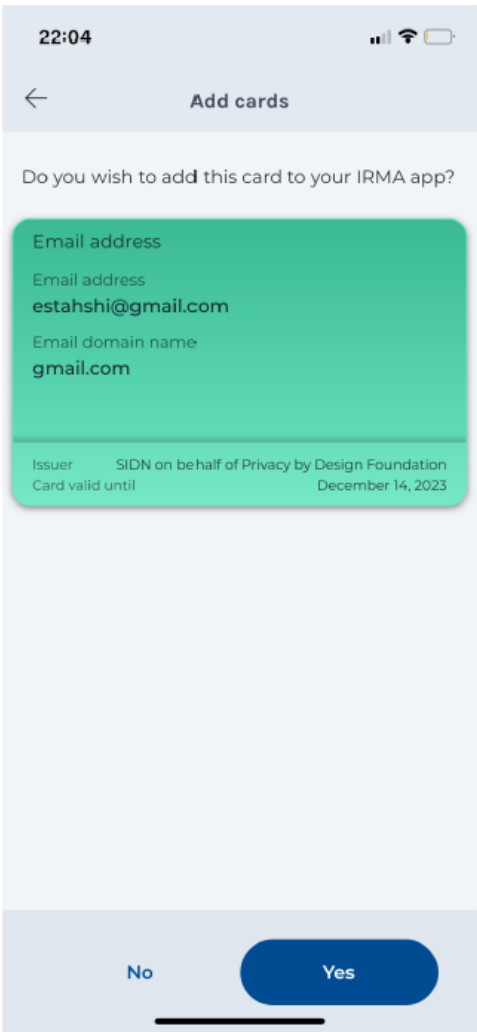 22:04
Add cards
Do you wish to add this card to your IRMA app?
Email address
Email address
estahshi@gmail.com
Email domain name
gmail.com
Issuer SIDN on behalf of Privacy by Design Foundation
Card valid until December 14, 2023
No Yes